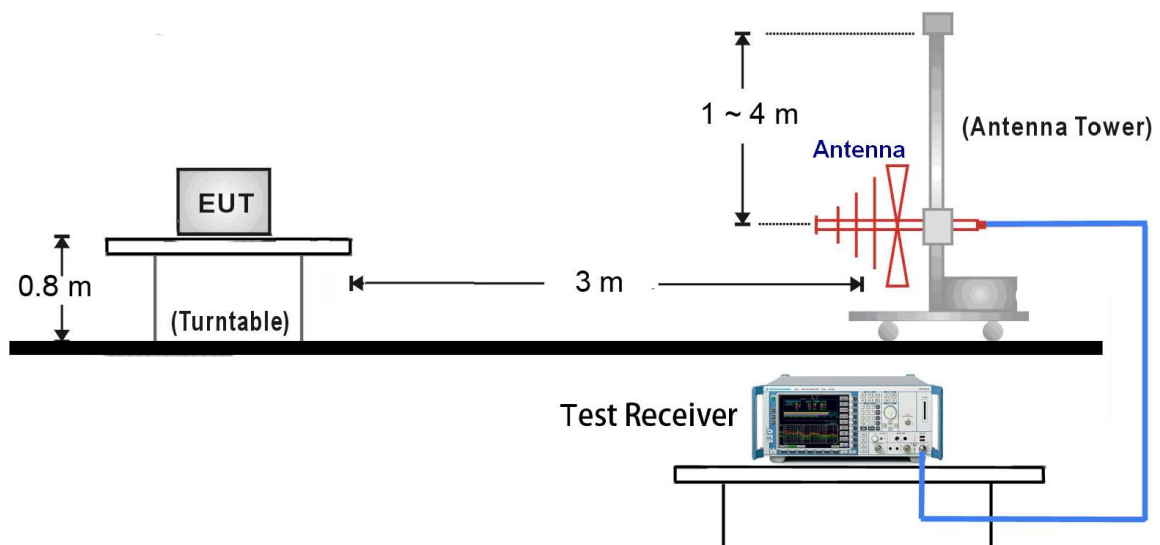 1 ~ 4 m
(Antenna Tower)
Antenna
EUT
0.8 m
3 m
(Turntable)
Test Receiver